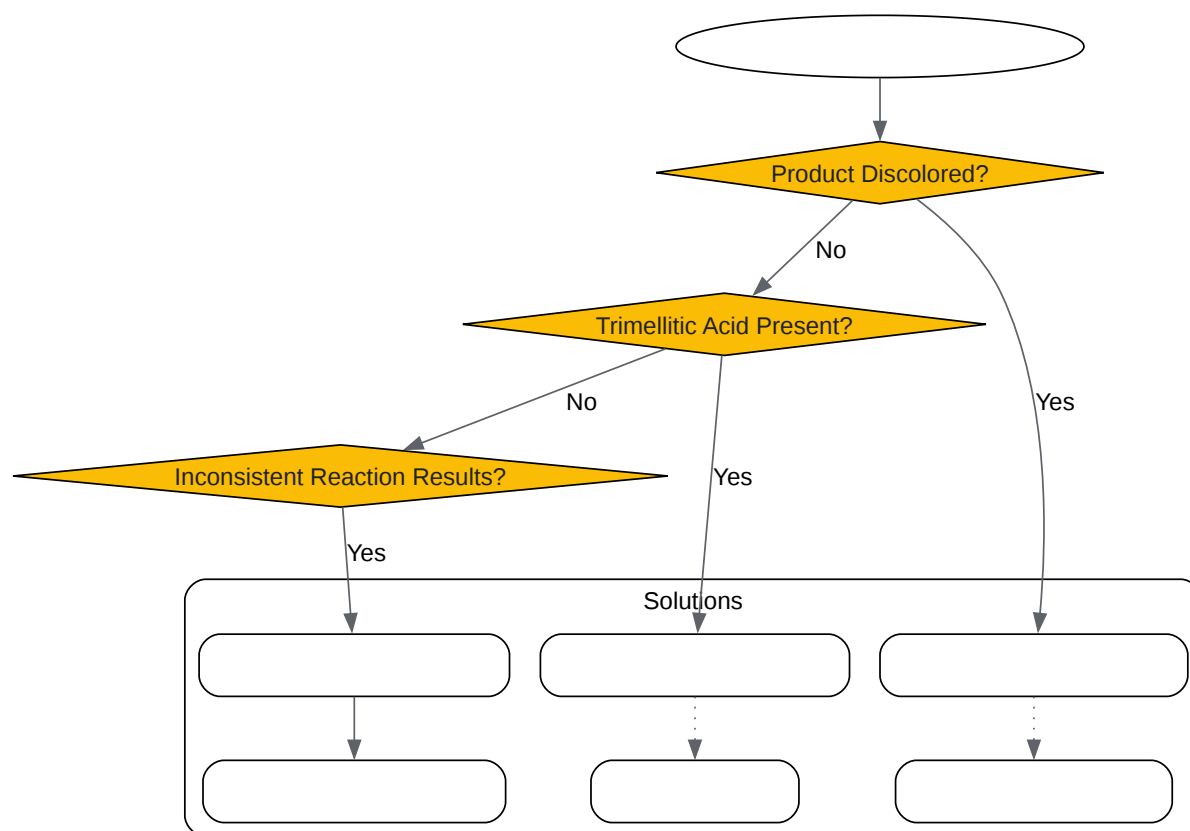 Product Discolored?
No
Trimellitic Acid Present?
No
Yes
Inconsistent Reaction Results?
Yes
Yes
Solutions